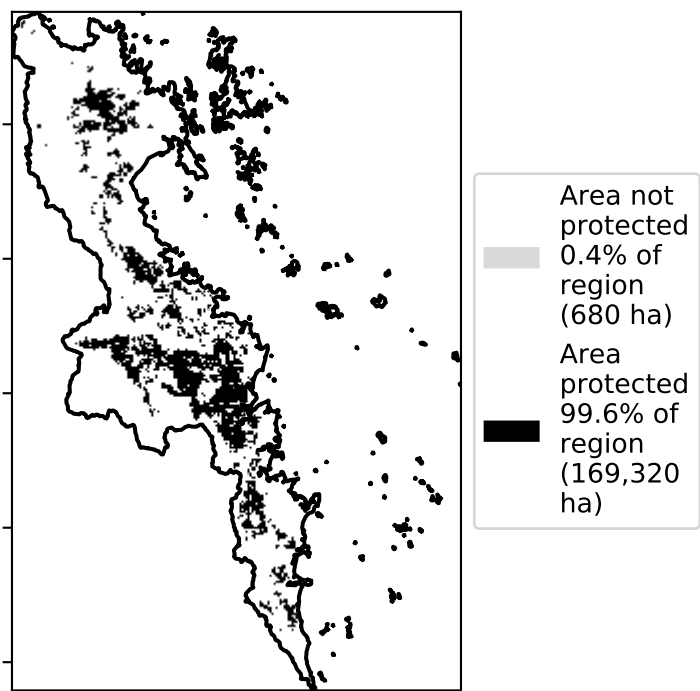 Area not
protected
0.4% of
region
(680 ha)
Area
protected
99.6% of
region
(169,320
ha)